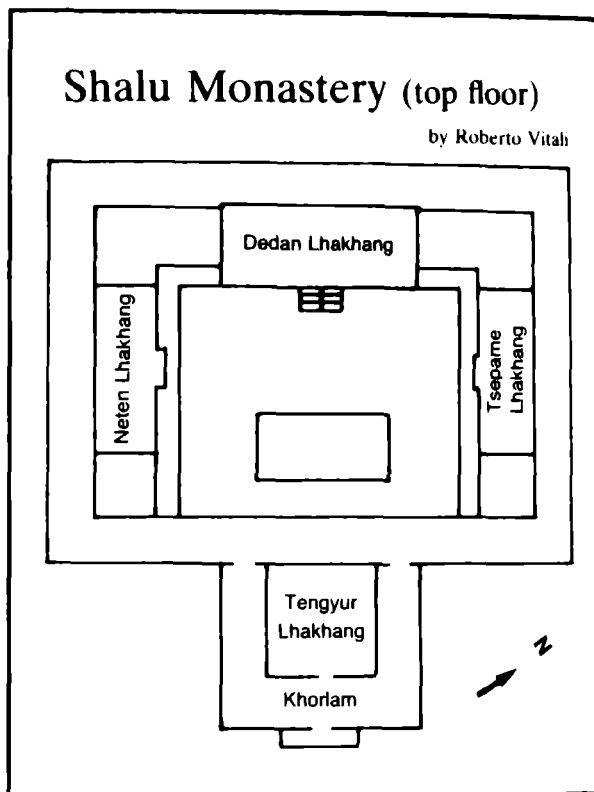 Shalu Monastery (top floor)
by Roberto Vitali
Dedan Lhakhang
Neten Lhakhang
Tsepame
Lhakhang
Tengyur
Lhakhang
Khorlam
N